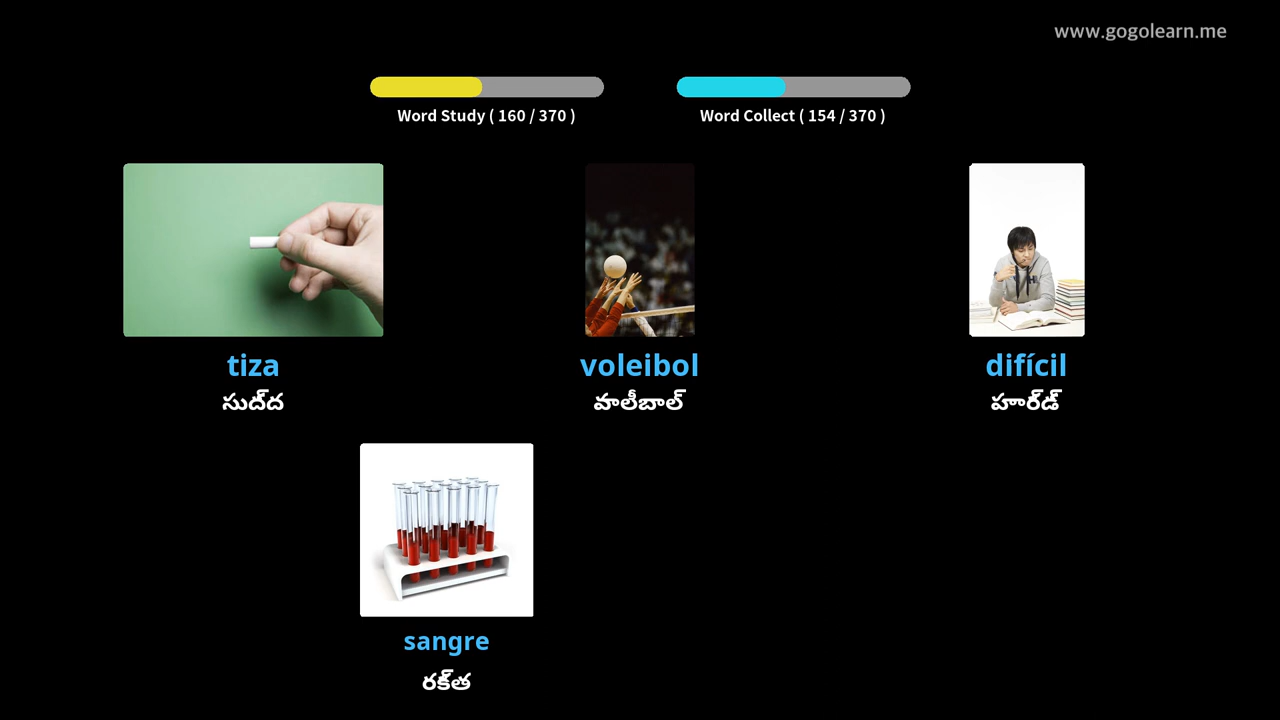 www.gogolearn.me
Word Study ( 160 / 370 )
Word Collect ( 154 / 370 )
tiza
voleibol
difícil
సుద్ద
వాలీబాల్
హార్డ్
sangre
రక్త